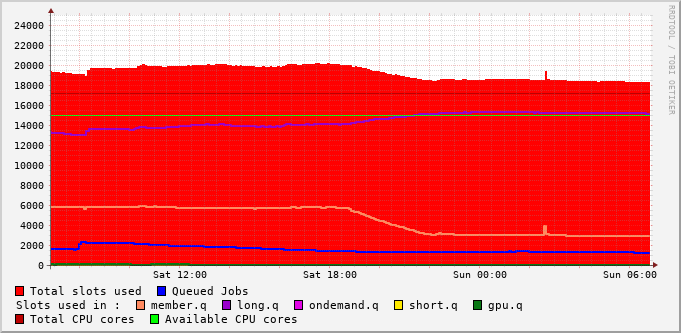 RRDTOOL / TOBI OETIKER
24000
22000
20000
18000
16000
14000
12000
10000
8000
6000
4000
2000
0
Sat 12:00 Sat 18:00 Sun 00:00 Sun 06:00
Total slots used Queued Jobs
Slots used in : member.q long.q ondemand.q short.q gpu.q
Total CPU cores Available CPU cores